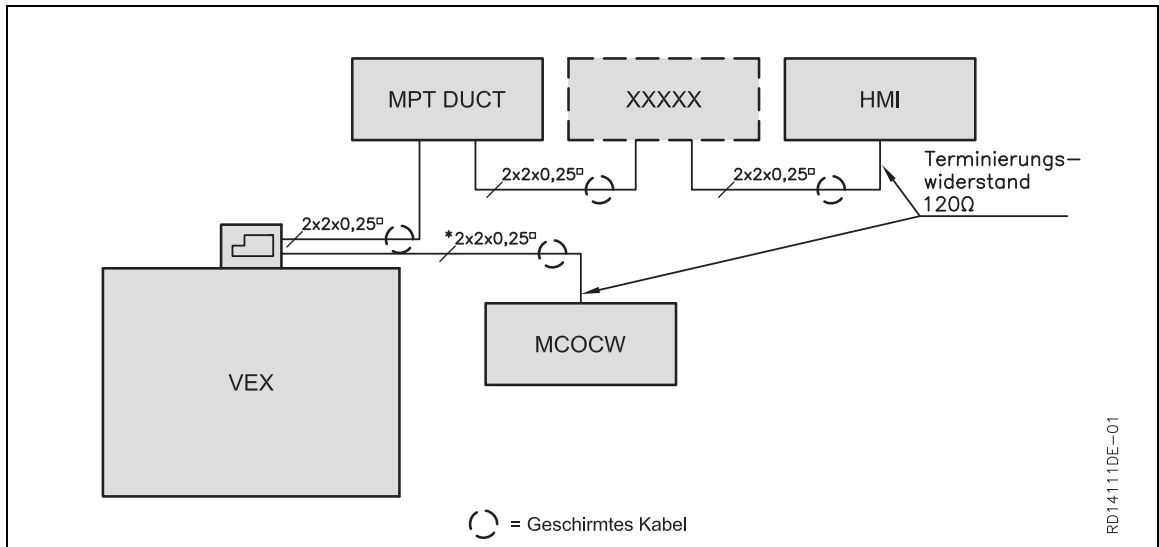 MPT DUCT
XXXXX
HMI
Terminierungs-
widerstand
120Ω
2x2x0,25▫
2x2x0,25▫
2x2x0,25▫
*2x2x0,25▫
MCOCW
VEX
= Geschirmtes Kabel
RD14111DE-01